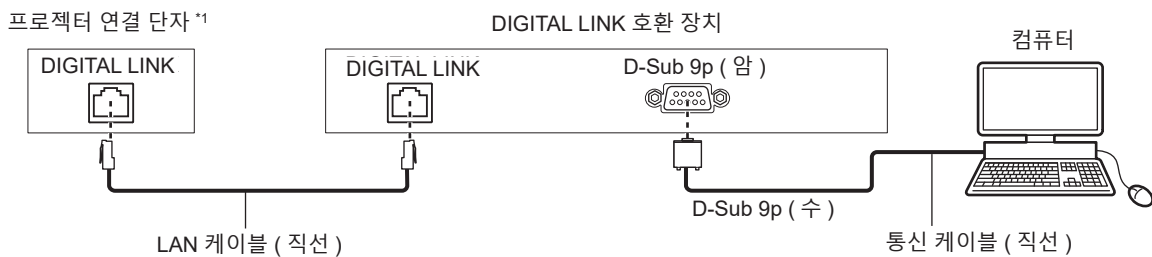 프로젝터 연결 단자 *1
DIGITAL LINK 호환 장치
컴퓨터
DIGITAL LINK
DIGITAL LINK
D-Sub 9p ( 암 )
D-Sub 9p ( 수 )
LAN 케이블 ( 직선 )
통신 케이블 ( 직선 )